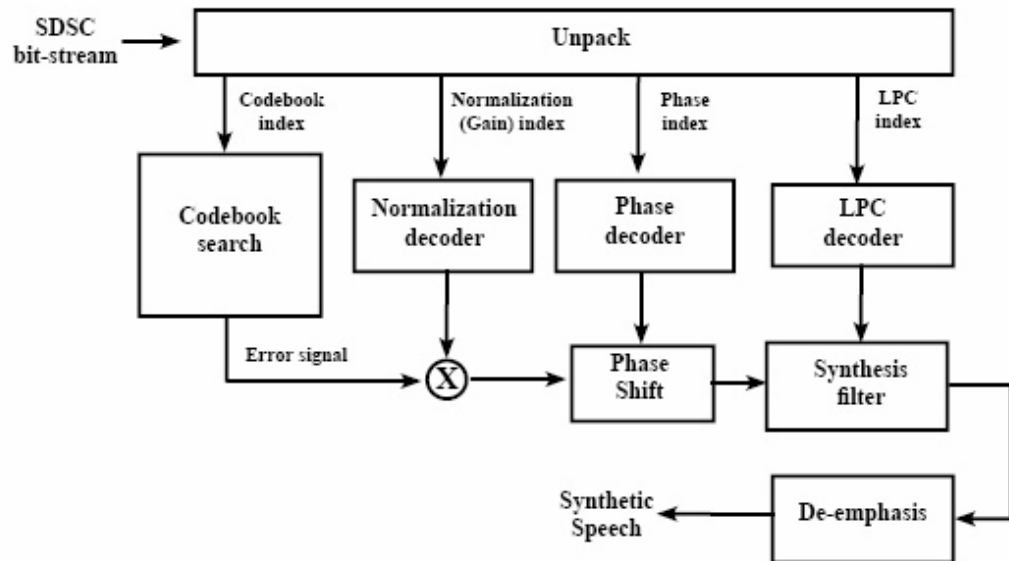 SDSC
bit-stream
Unpack
Codebook
index
Normalization
(Gain) index
Phase
index
LPC
index
Codebook
search
Normalization
decoder
Phase
decoder
LPC
decoder
Error signal
X
Phase
Shift
Synthesis
filter
Synthetic
Speech
De-emphasis